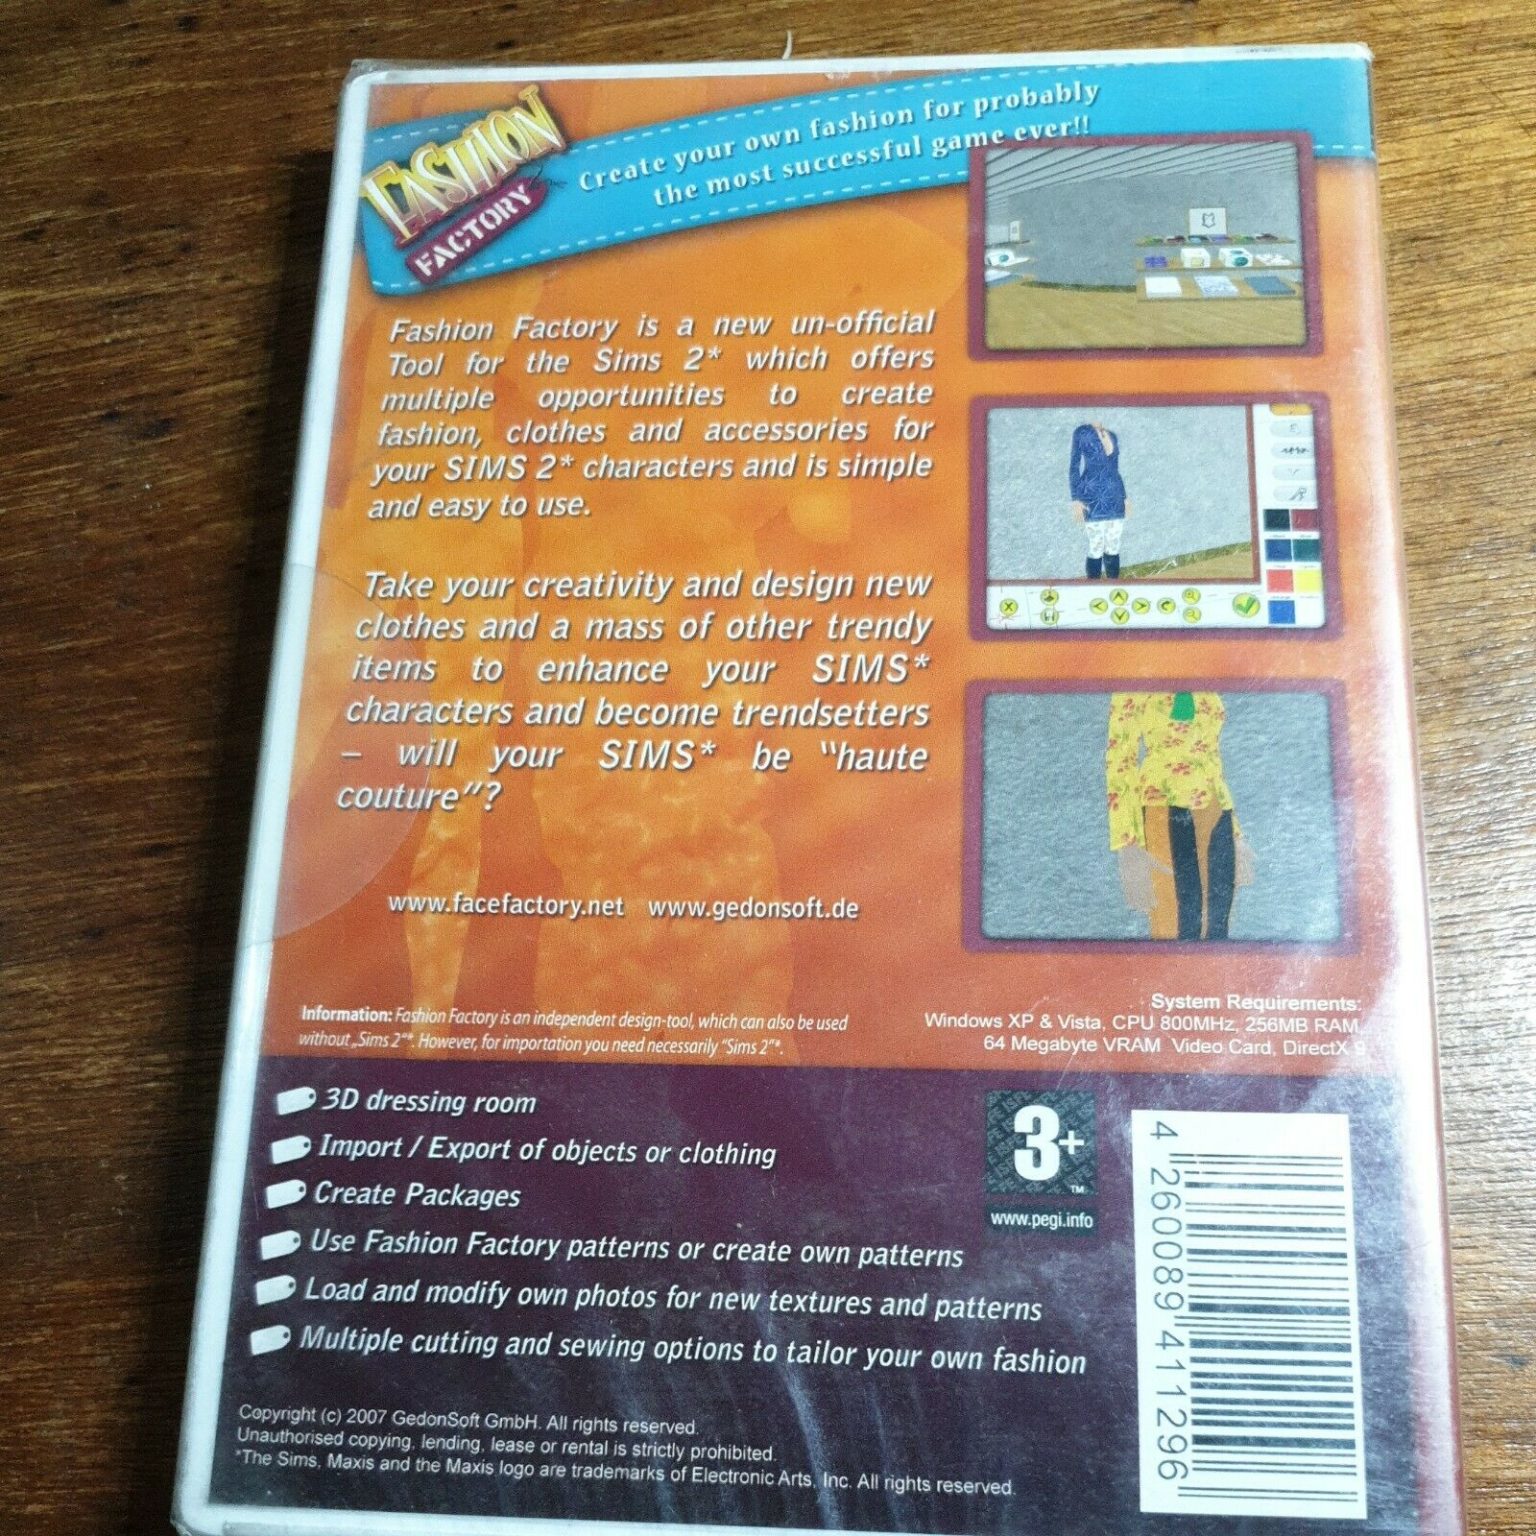 FASHION
FACTORY
Create your own fashion for probably
the most successful game ever!!
Fashion Factory is a new un-official
Tool for the Sims 2* which offers
multiple opportunities to create
fashion, clothes and accessories for
your SIMS 2* characters and is simple
and easy to use.
Take your creativity and design new
clothes and a mass of other trendy
items to enhance your SIMS*
characters and become trendsetters
– will your SIMS* be "haute
couture"?
www.facefactory.net www.gedonsoft.de
Information: Fashion Factory is an independent design-tool, which can also be used
without „Sims 2"*. However, for importation you need necessarily "Sims 2"*.
System Requirements:
Windows XP & Vista, CPU 800MHz, 256MB RAM,
64 Megabyte VRAM Video Card, DirectX 9
3D dressing room
Import / Export of objects or clothing
Create Packages
Use Fashion Factory patterns or create own patterns
Load and modify own photos for new textures and patterns
Multiple cutting and sewing options to tailor your own fashion
3+
TM
www.pegi.info
4 260089 411296
Copyright (c) 2007 GedonSoft GmbH. All rights reserved.
Unauthorised copying, lending, lease or rental is strictly prohibited.
*The Sims, Maxis and the Maxis logo are trademarks of Electronic Arts, Inc. All rights reserved.